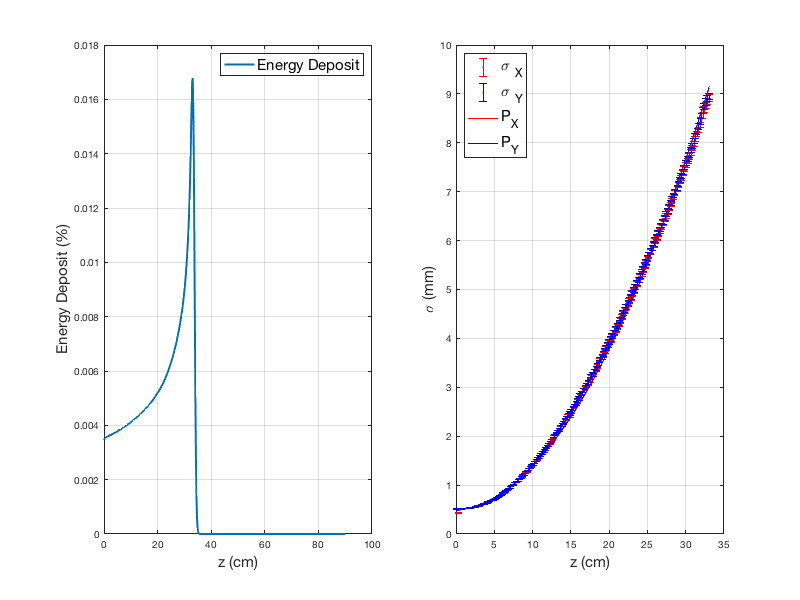 0.018
0.016
0.014
0.012
0.01
0.008
0.006
0.004
0.002
0
Energy Deposit (%)
0 20 40 60 80 100
z (cm)
Energy Deposit
10
9
8
7
6
5
4
3
2
1
0
σ (mm)
0 5 10 15 20 25 30 35
z (cm)
σ X
σ Y
P X
P Y